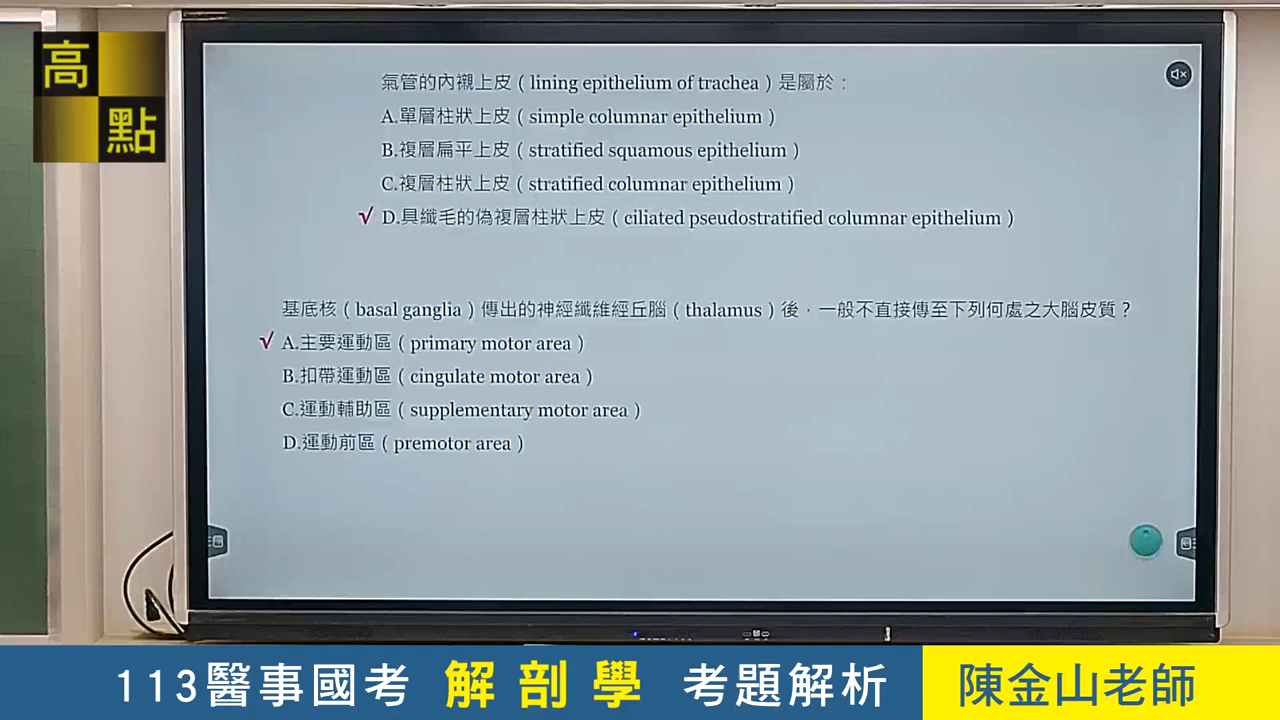 高
點
氣管的內襯上皮（lining epithelium of trachea）是屬於：
A.單層柱狀上皮（simple columnar epithelium）
B.複層扁平上皮（stratified squamous epithelium）
C.複層柱狀上皮（stratified columnar epithelium）
√ D.具纖毛的偽複層柱狀上皮（ciliated pseudostratified columnar epithelium）
基底核（basal ganglia）傳出的神經纖維經丘腦（thalamus）後，一般不直接傳至下列何處之大腦皮質？
√ A.主要運動區（primary motor area）
B.扣帶運動區（cingulate motor area）
C.運動輔助區（supplementary motor area）
D.運動前區（premotor area）
113醫事國考 解剖學 考題解析 陳金山老師